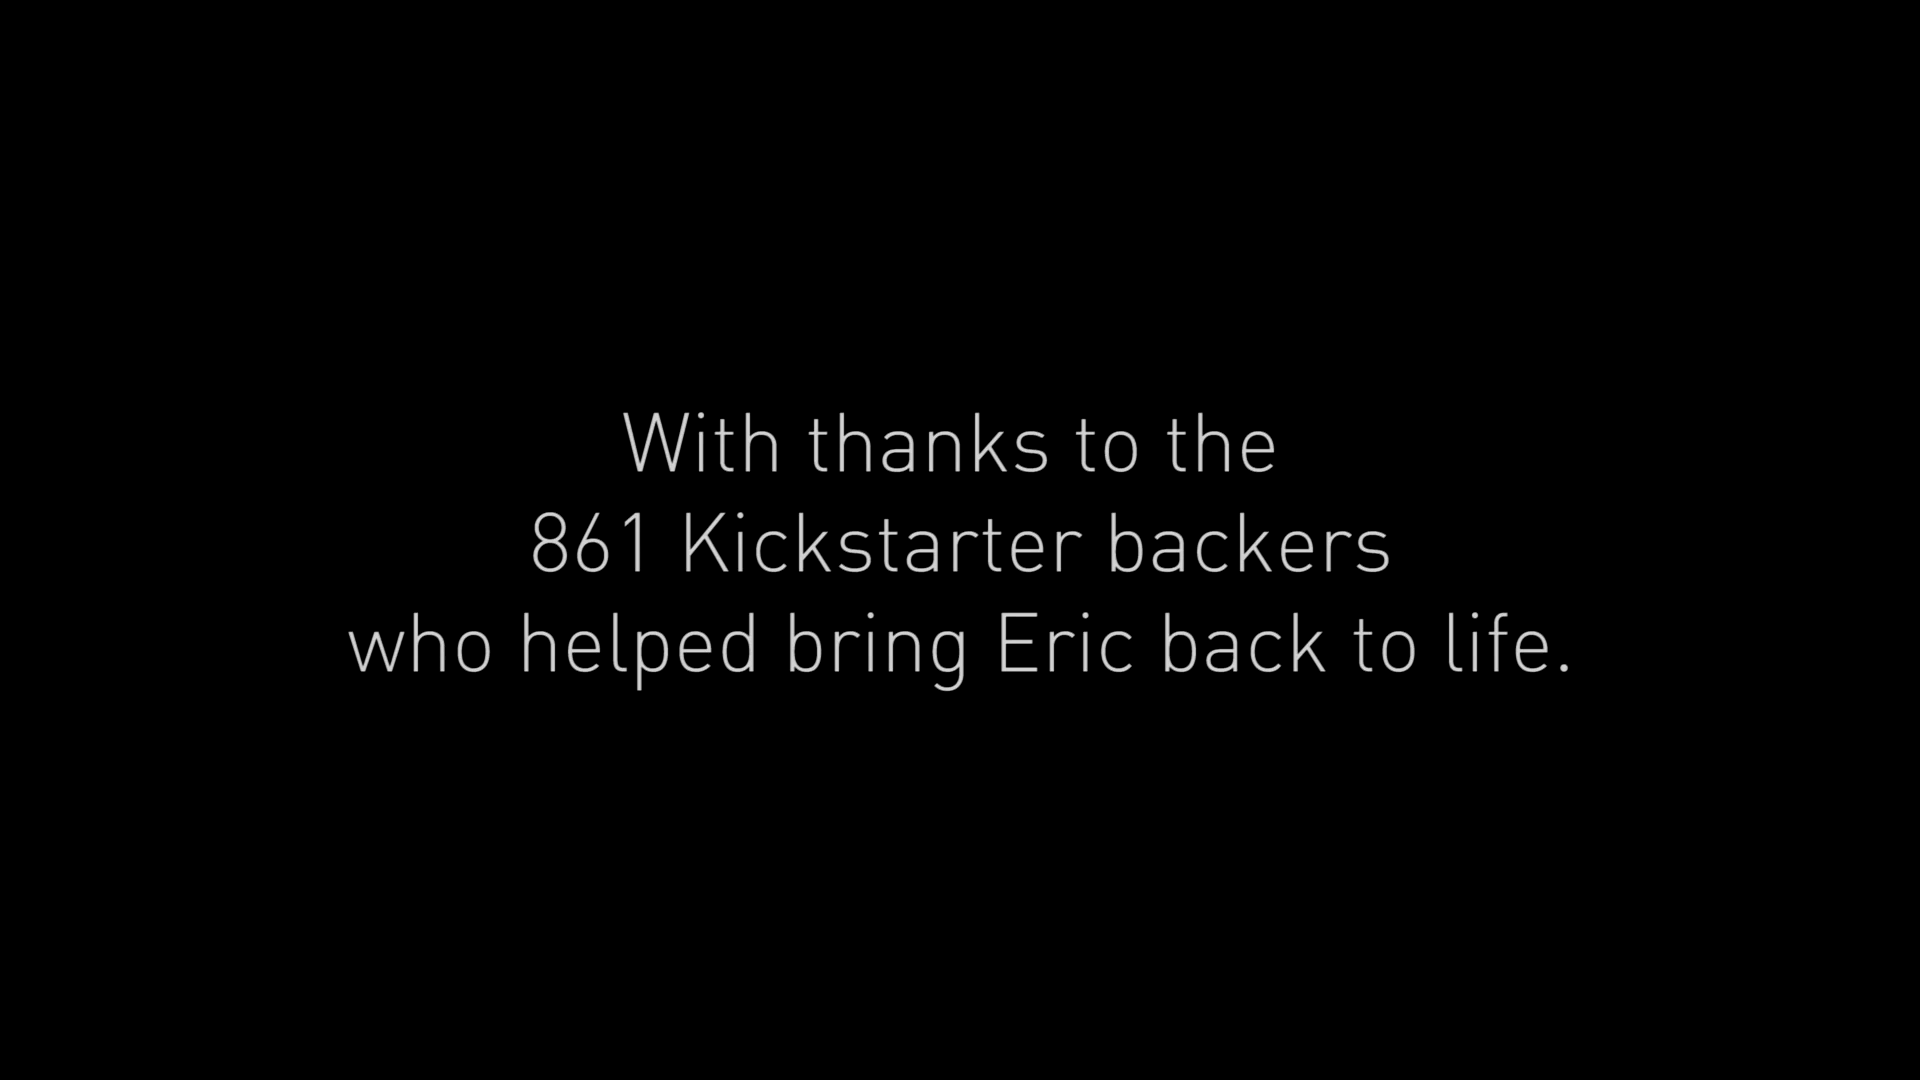 With thanks to the
861 Kickstarter backers
who helped bring Eric back to life.